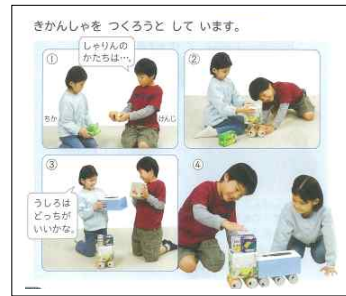 きかんしゃを つくろうと して います。
①
しゃりんの
かたちは…。
ちか
けんじ
②
③
うしろは
どっちが
いいかな。
④